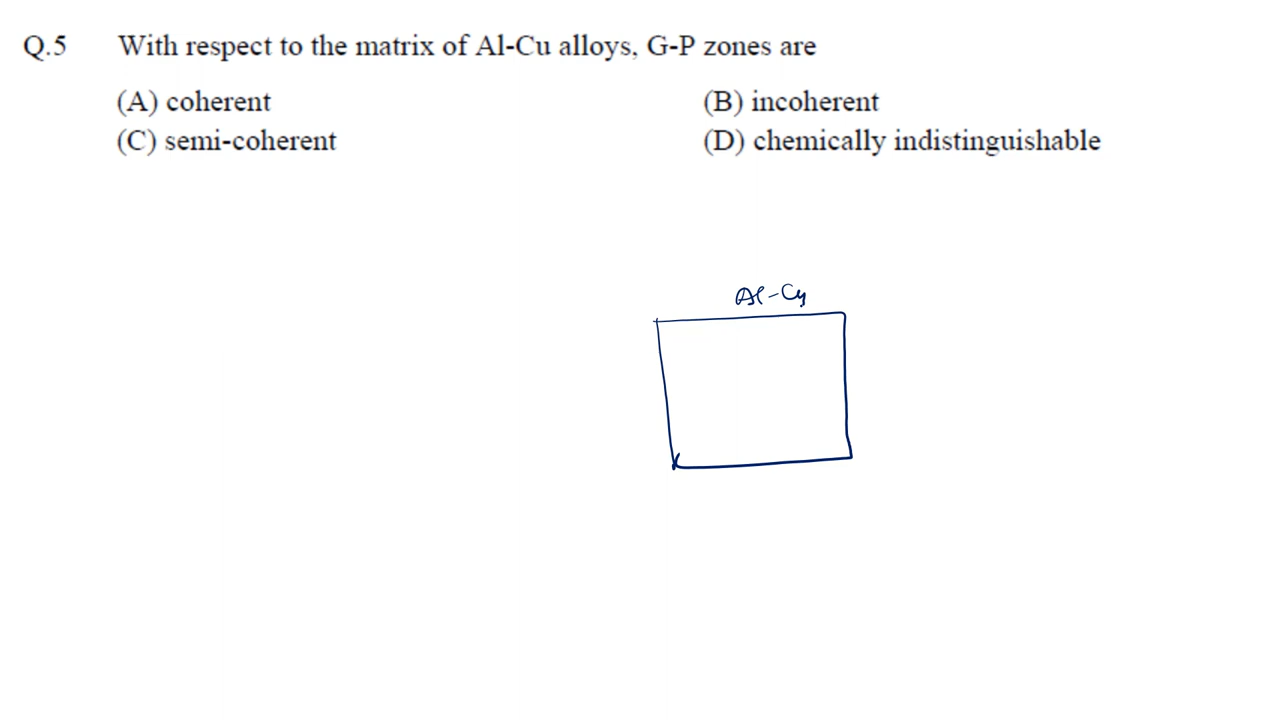 Q.5 With respect to the matrix of Al-Cu alloys, G-P zones are
(A) coherent (B) incoherent
(C) semi-coherent (D) chemically indistinguishable
Al-Cu